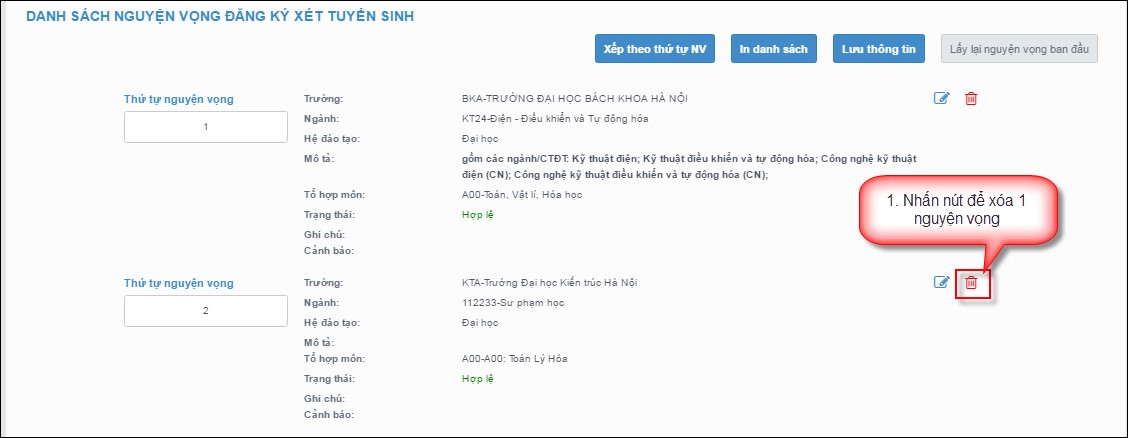 DANH SÁCH NGUYỆN VỌNG ĐĂNG KÝ XÉT TUYỂN SINH
Xếp theo thứ tự NV In danh sách Lưu thông tin Lấy lại nguyện vọng ban đầu
Thứ tự nguyện vọng
1
Trường: BKA-TRƯỜNG ĐẠI HỌC BÁCH KHOA HÀ NỘI
Ngành: KT24-Điện - Điều khiển và Tự động hóa
Hệ đào tạo: Đại học
Mô tả: gồm các ngành/CTĐT: Kỹ thuật điện; Kỹ thuật điều khiển và tự động hóa; Công nghệ kỹ thuật
điện (CN); Công nghệ kỹ thuật điều khiển và tự động hóa (CN);
Tổ hợp môn: A00-Toán, Vật lí, Hóa học
Trạng thái: Hợp lệ
Ghi chú:
Cảnh báo:
1. Nhấn nút để xóa 1
nguyện vọng
Thứ tự nguyện vọng
2
Trường: KTA-Trường Đại học Kiến trúc Hà Nội
Ngành: 112233-Sư phạm học
Hệ đào tạo: Đại học
Mô tả:
Tổ hợp môn: A00-A00: Toán Lý Hóa
Trạng thái: Hợp lệ
Ghi chú:
Cảnh báo: